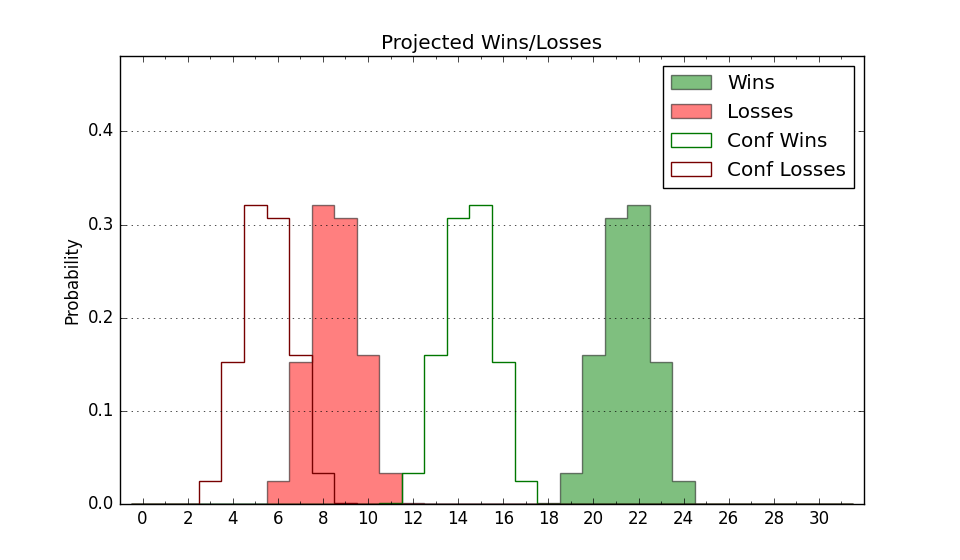 Projected Wins/Losses
Wins
Losses
Conf Wins
Conf Losses
Probability
0.4
0.3
0.2
0.1
0.0
0 2 4 6 8 10 12 14 16 18 20 22 24 26 28 30